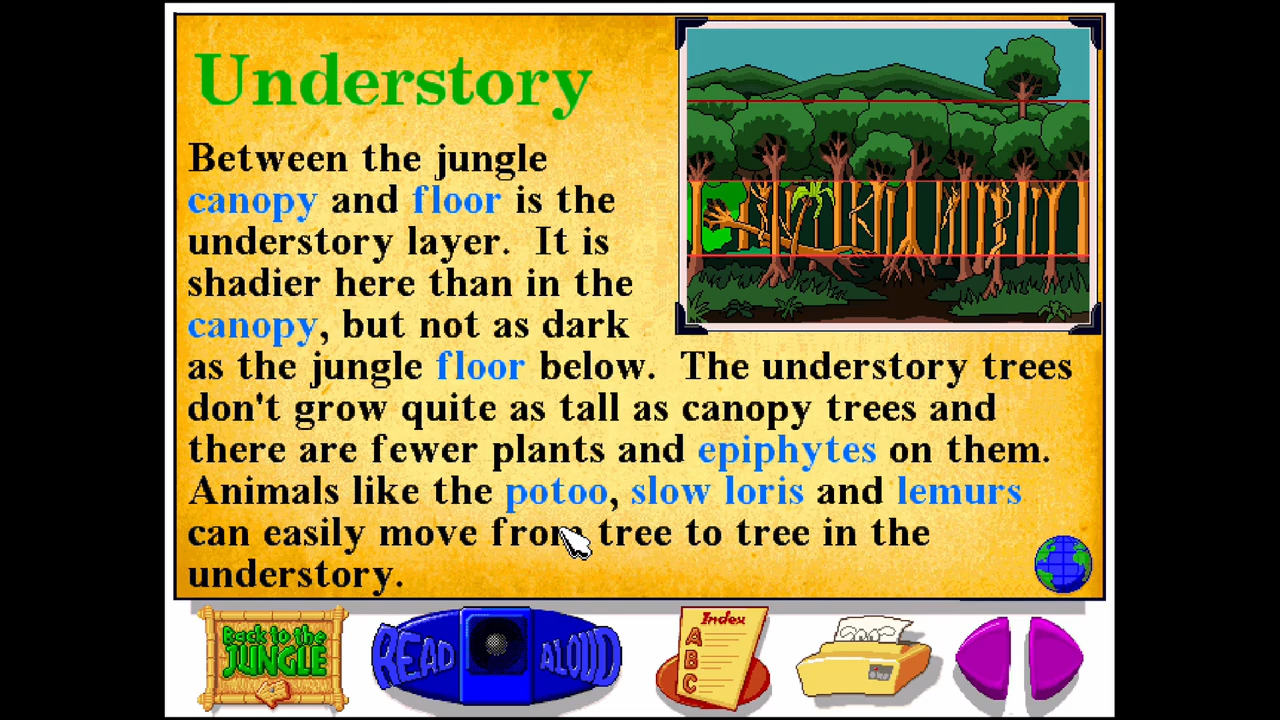 Understory
Between the jungle
canopy and floor is the
understory layer.  It is
shadier here than in the
canopy, but not as dark
as the jungle floor below.  The understory trees
don't grow quite as tall as canopy trees and
there are fewer plants and epiphytes on them.
Animals like the potoo, slow loris and lemurs
can easily move from tree to tree in the
understory.
Back to the
JUNGLE
READ ALOUD
Index
A
B
C